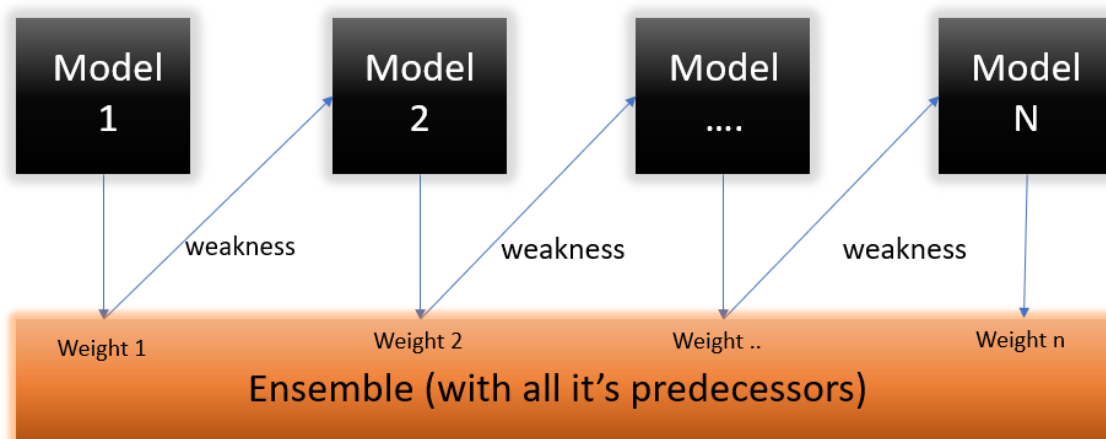 Model
1
Model
2
Model
....
Model
N
weakness
weakness
weakness
Weight 1
Weight 2
Weight ..
Weight n
Ensemble (with all it's predecessors)